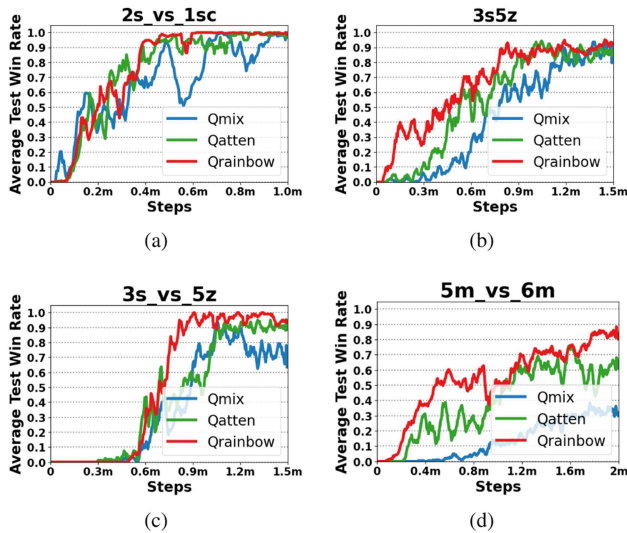 2s_vs_1sc
Average Test Win Rate
1.0
0.9
0.8
0.7
0.6
0.5
0.4
0.3
0.2
0.1
0.0
Qmix
Qatten
Qrainbow
0 0.2m 0.4m 0.6m 0.8m 1.0m
Steps
(a)
3s5z
Average Test Win Rate
1.0
0.9
0.8
0.7
0.6
0.5
0.4
0.3
0.2
0.1
0.0
Qmix
Qatten
Qrainbow
0 0.3m 0.6m 0.9m 1.2m 1.5m
Steps
(b)
3s_vs_5z
Average Test Win Rate
1.0
0.9
0.8
0.7
0.6
0.5
0.4
0.3
0.2
0.1
0.0
Qmix
Qatten
Qrainbow
0 0.3m 0.6m 0.9m 1.2m 1.5m
Steps
(c)
5m_vs_6m
Average Test Win Rate
1.0
0.9
0.8
0.7
0.6
0.5
0.4
0.3
0.2
0.1
0.0
Qmix
Qatten
Qrainbow
0 0.4m 0.8m 1.2m 1.6m 2m
Steps
(d)